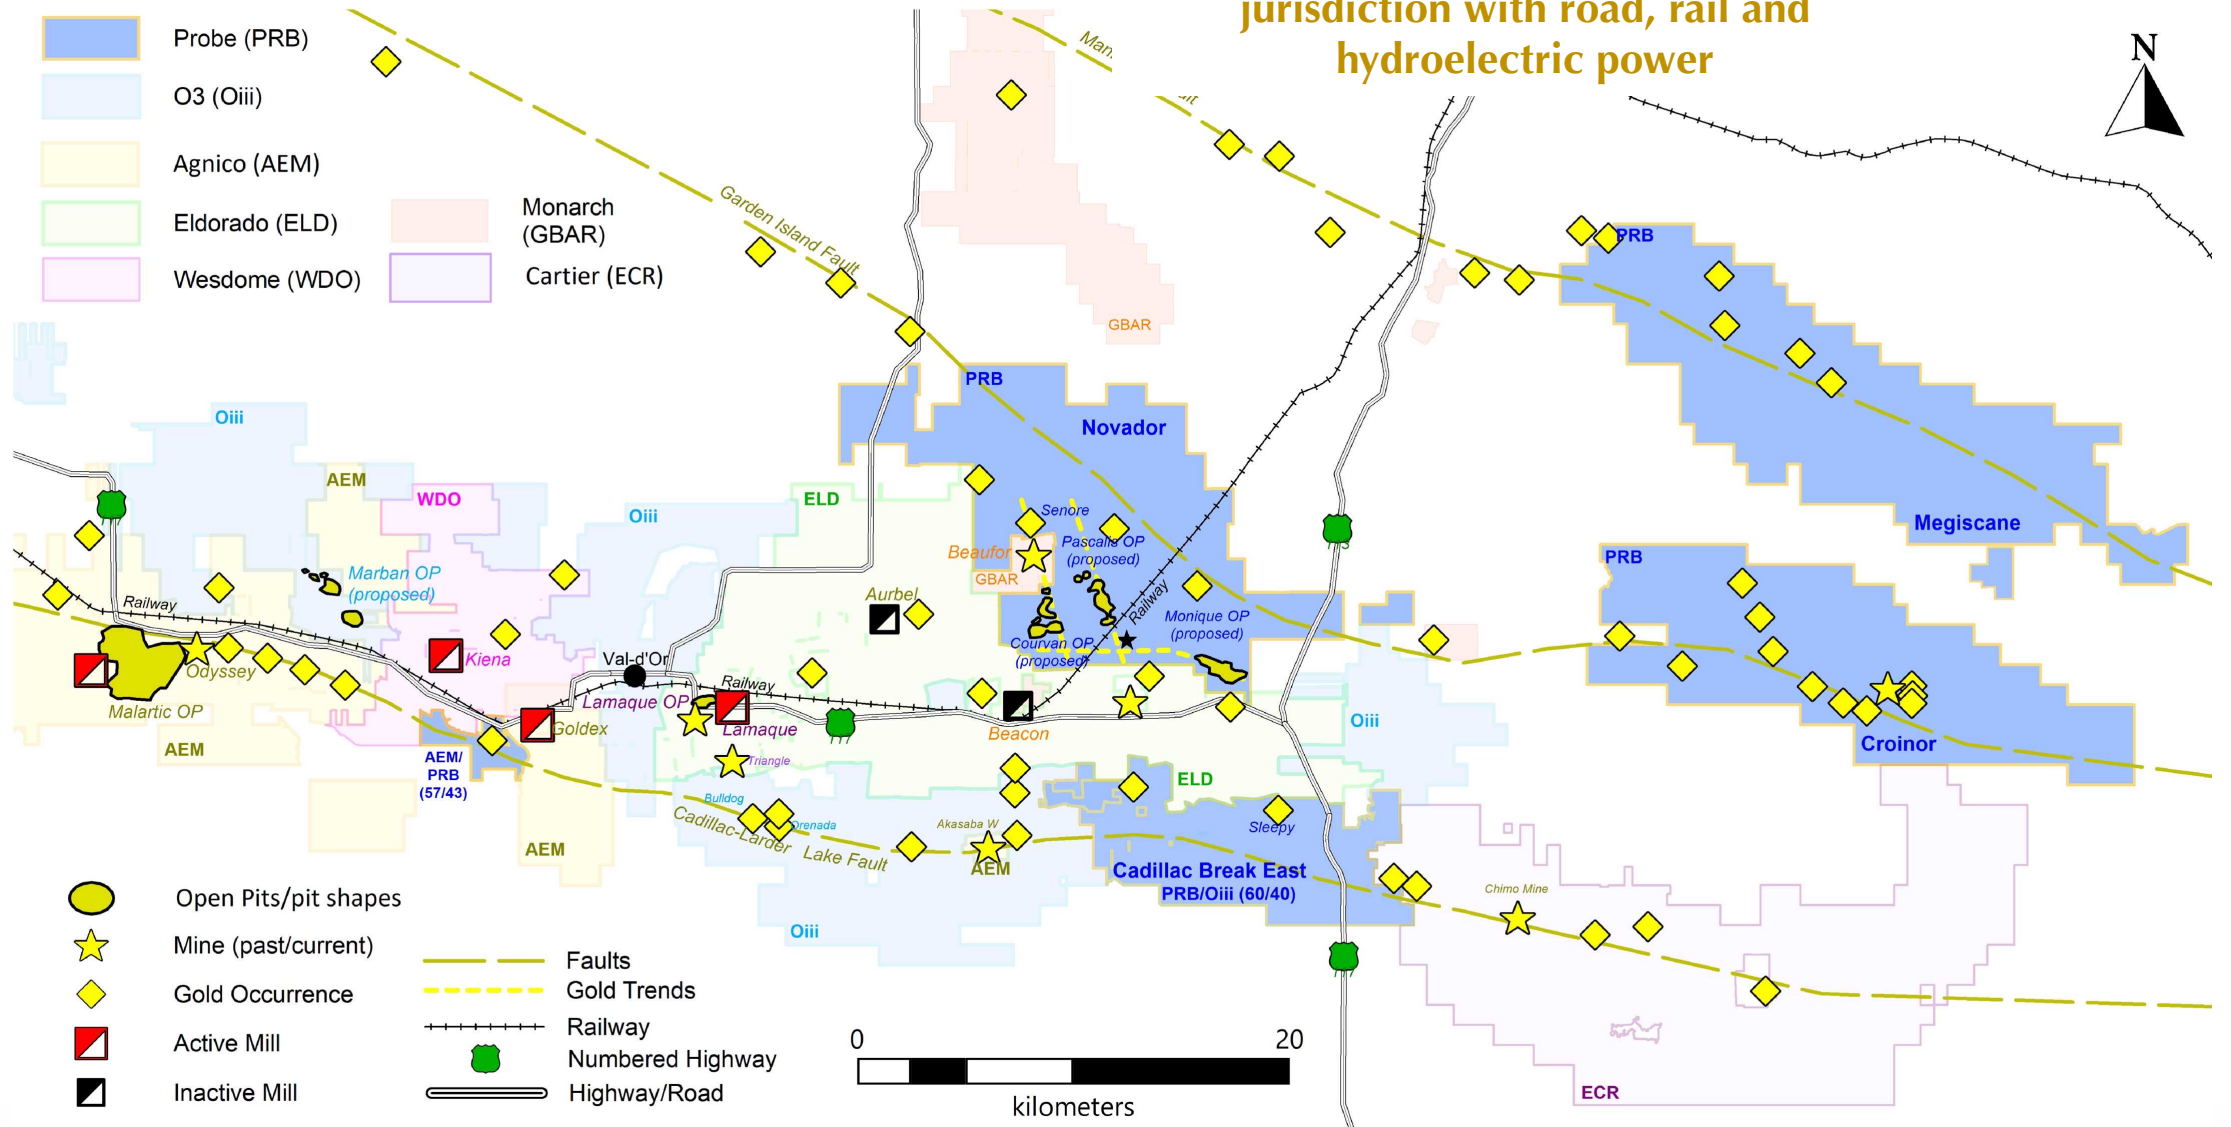 jurisdiction with road, rail and
hydroelectric power
N
Probe (PRB)
O3 (Oiii)
Agnico (AEM)
Eldorado (ELD)
Wesdome (WDO)
Monarch
(GBAR)
Cartier (ECR)
Garden Island Fault
GBAR
PRB
Novador
PRB
Megiscane
PRB
Croinor
Oiii
AEM
WDO
Oiii
ELD
Senore
Beaufor
Pascalis OP
(proposed)
GBAR
Marban OP
(proposed)
Aurbel
Railway
Railway
Monique OP
(proposed)
Courvan OP
(proposed)
Kiena
Val-d'Or
Odyssey
Railway
Lamaque OP
Malartic OP
Goldex
Lamaque
Beacon
Oiii
AEM
AEM/
PRB
(57/43)
Triangle
ELD
Bulldog
Cadillac-Larder Lake Fault
Orenada
Akasaba W
Sleepy
AEM
AEM
Cadillac Break East
PRB/Oiii (60/40)
Chimo Mine
Oiii
ECR
Open Pits/pit shapes
Mine (past/current)
Gold Occurrence
Active Mill
Inactive Mill
Faults
Gold Trends
Railway
Numbered Highway
Highway/Road
0
20
kilometers